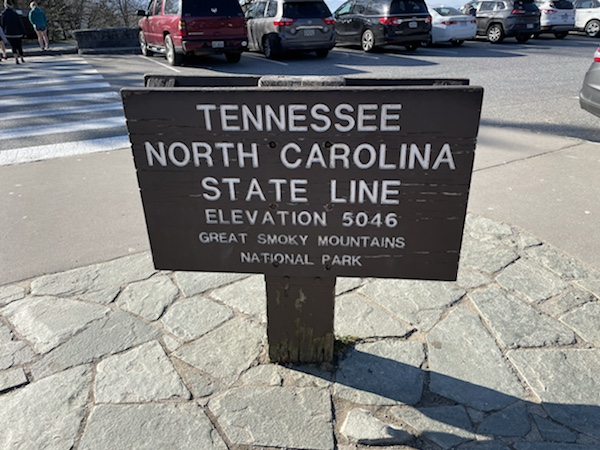 TENNESSEE
NORTH CAROLINA
STATE LINE
ELEVATION 5046
GREAT SMOKY MOUNTAINS
NATIONAL PARK